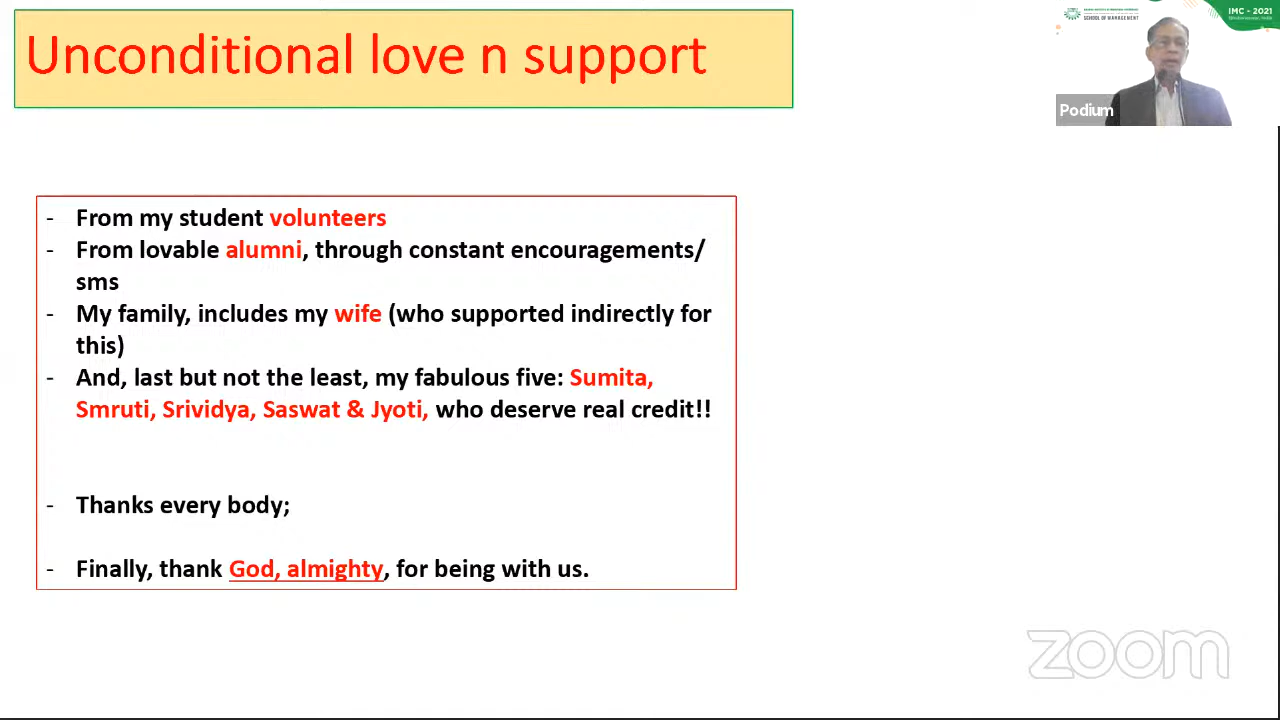 Unconditional love n support
SCHOOL OF MANAGEMENT
IMC - 2021
Podium
- From my student volunteers
- From lovable alumni, through constant encouragements/
sms
- My family, includes my wife (who supported indirectly for
this)
- And, last but not the least, my fabulous five: Sumita,
Smruti, Srividya, Saswat & Jyoti, who deserve real credit!!
- Thanks every body;
- Finally, thank God, almighty, for being with us.
zoom